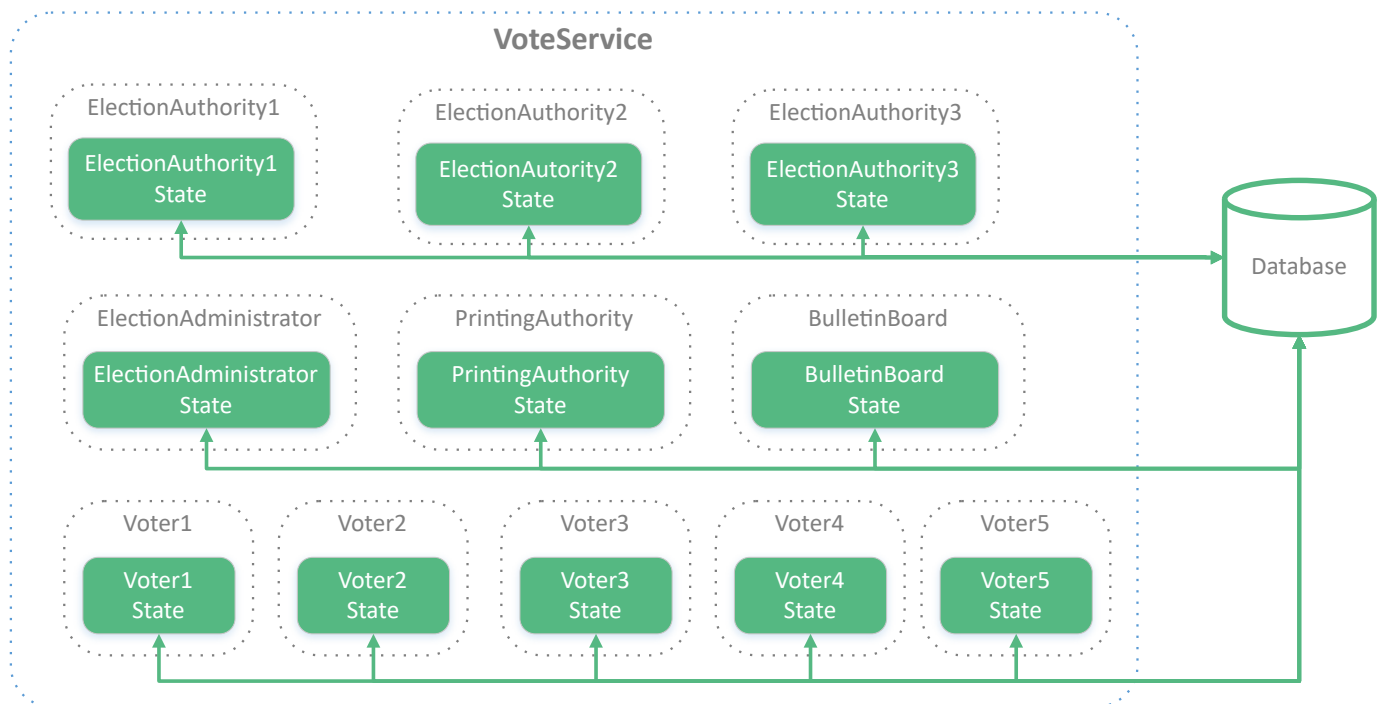 VoteService
ElectionAuthority1
ElectionAuthority2
ElectionAuthority3
ElectionAuthority1
State
ElectionAutority2
State
ElectionAuthority3
State
Database
ElectionAdministrator
PrintingAuthority
BulletinBoard
ElectionAdministrator
State
PrintingAuthority
State
BulletinBoard
State
Voter1
Voter2
Voter3
Voter4
Voter5
Voter1
State
Voter2
State
Voter3
State
Voter4
State
Voter5
State